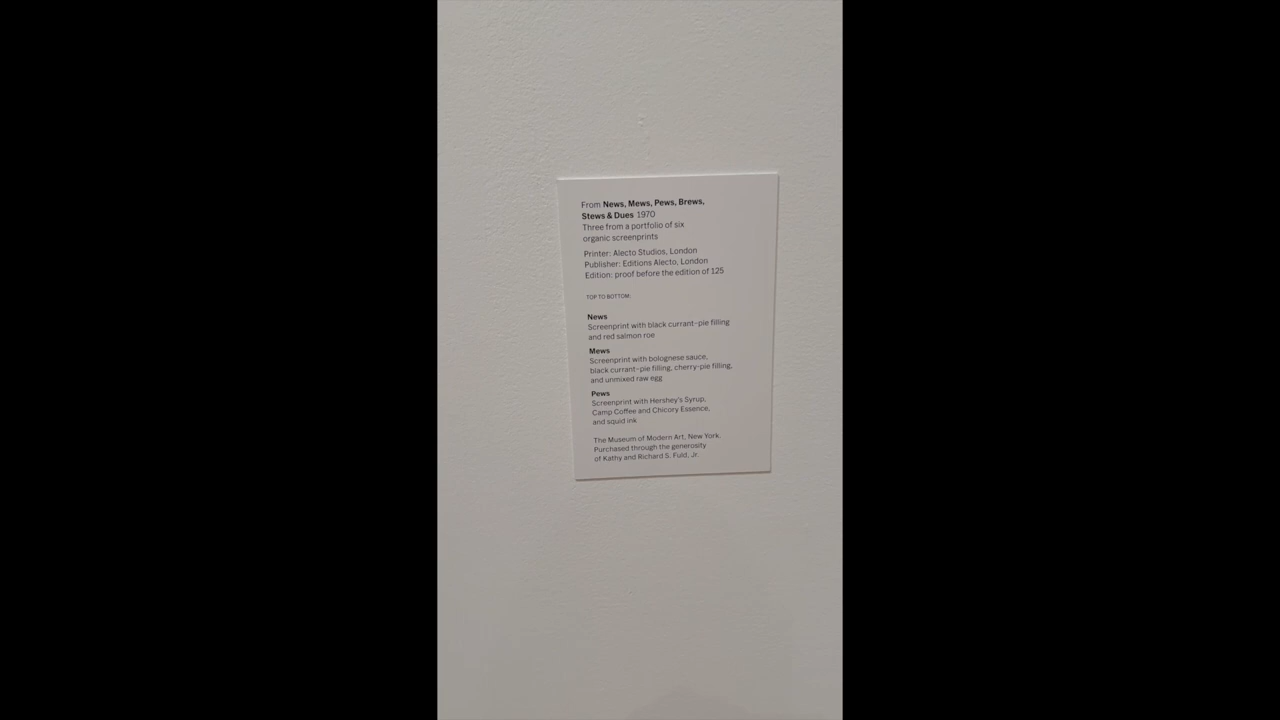 From News, Mews, Pews, Brews,
Stews & Dues 1970
Three from a portfolio of six
organic screenprints
Printer: Alecto Studios, London
Publisher: Editions Alecto, London
Edition: proof before the edition of 125
TOP TO BOTTOM:
News
Screenprint with black currant-pie filling
and red salmon roe
Mews
Screenprint with bolognese sauce,
black currant-pie filling, cherry-pie filling,
and unmixed raw egg
Pews
Screenprint with Hershey's Syrup,
Camp Coffee and Chicory Essence,
and squid ink
The Museum of Modern Art, New York.
Purchased through the generosity
of Kathy and Richard S. Fuld, Jr.